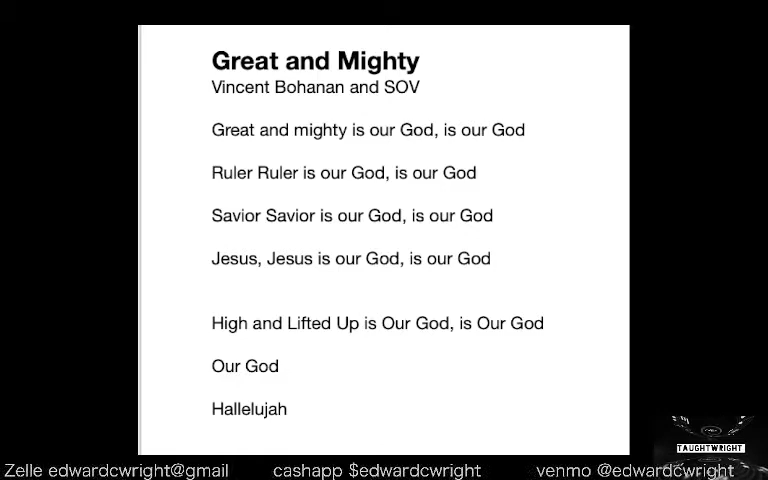 Great and Mighty
Vincent Bohanan and SOV
Great and mighty is our God, is our God
Ruler Ruler is our God, is our God
Savior Savior is our God, is our God
Jesus, Jesus is our God, is our God
High and Lifted Up is Our God, is Our God
Our God
Hallelujah
TAUGHTWRIGHT
Zelle edwardcwright@gmail cashapp $edwardcwright venmo @edwardcwright